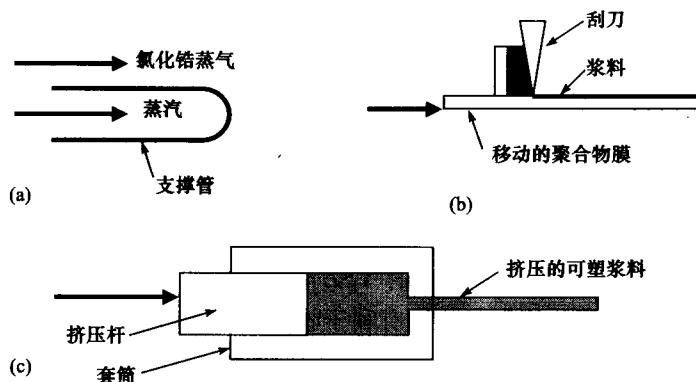 氯化锆蒸气
蒸汽
支撑管
(a)
刮刀
浆料
移动的聚合物膜
(b)
挤压的可塑浆料
挤压杆
套筒
(c)